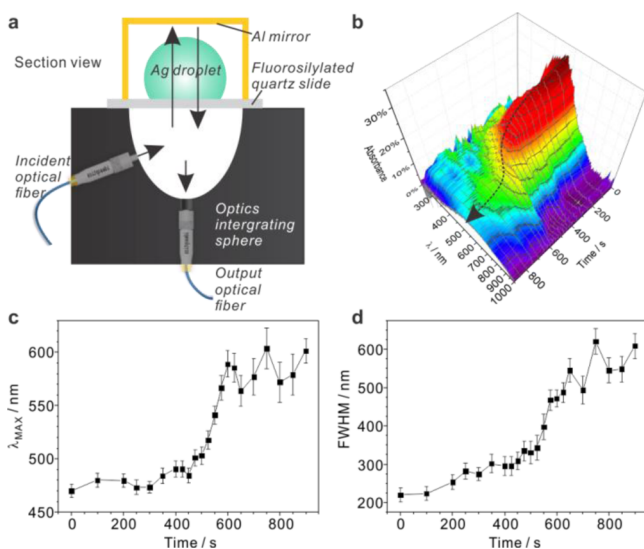 a
Section view
Al mirror
Ag droplet
Fluorosilylated
quartz slide
Incident
optical
fiber
Optics
intergrating
sphere
Output
optical
fiber
b
30%
20%
10%
0%
Absorbance
300
400
500
600
700
800
900
1000
λ / nm
800
600
400
200
0
Time / s
c
600
550
500
450
λMAX / nm
0 200 400 600 800
Time / s
d
600
500
400
300
200
FWHM / nm
0 200 400 600 800
Time / s